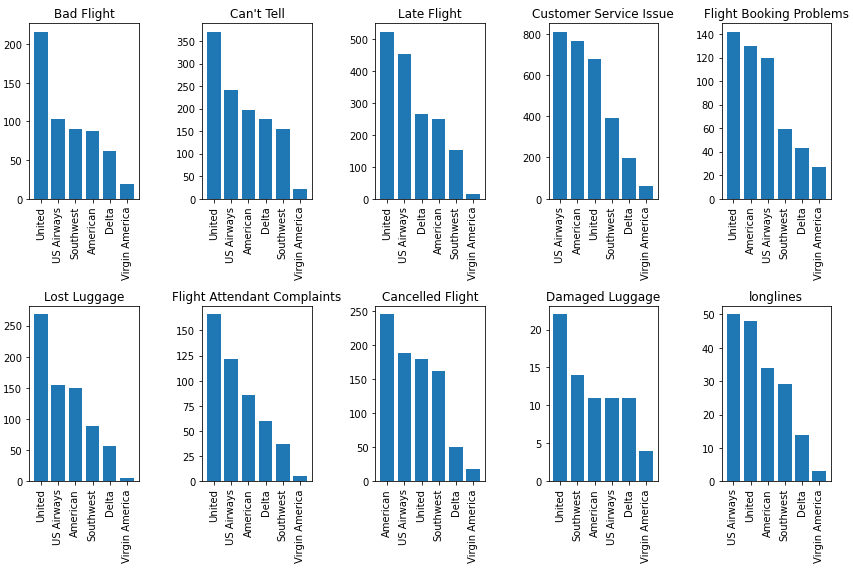 Bad Flight
200
150
100
50
0
United
US Airways
Southwest
American
Delta
Virgin America
Can't Tell
350
300
250
200
150
100
50
0
United
US Airways
American
Delta
Southwest
Virgin America
Late Flight
500
400
300
200
100
0
United
US Airways
Delta
American
Southwest
Virgin America
Customer Service Issue
800
600
400
200
0
US Airways
American
United
Southwest
Delta
Virgin America
Flight Booking Problems
140
120
100
80
60
40
20
0
United
American
US Airways
Southwest
Delta
Virgin America
Lost Luggage
250
200
150
100
50
0
United
US Airways
American
Southwest
Delta
Virgin America
Flight Attendant Complaints
150
125
100
75
50
25
0
United
US Airways
American
Delta
Southwest
Virgin America
Cancelled Flight
250
200
150
100
50
0
American
US Airways
United
Southwest
Delta
Virgin America
Damaged Luggage
20
15
10
5
0
United
Southwest
American
US Airways
Delta
Virgin America
longlines
50
40
30
20
10
0
US Airways
United
American
Southwest
Delta
Virgin America